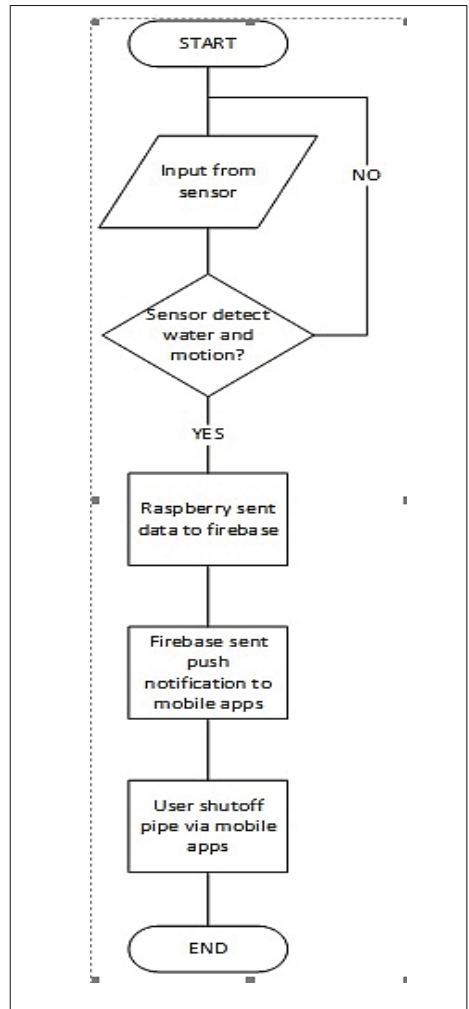 START
Input from
sensor
NO
Sensor detect
water and
motion?
YES
Raspberry sent
data to firebase
Firebase sent
push
notification to
mobile apps
User shutoff
pipe via mobile
apps
END